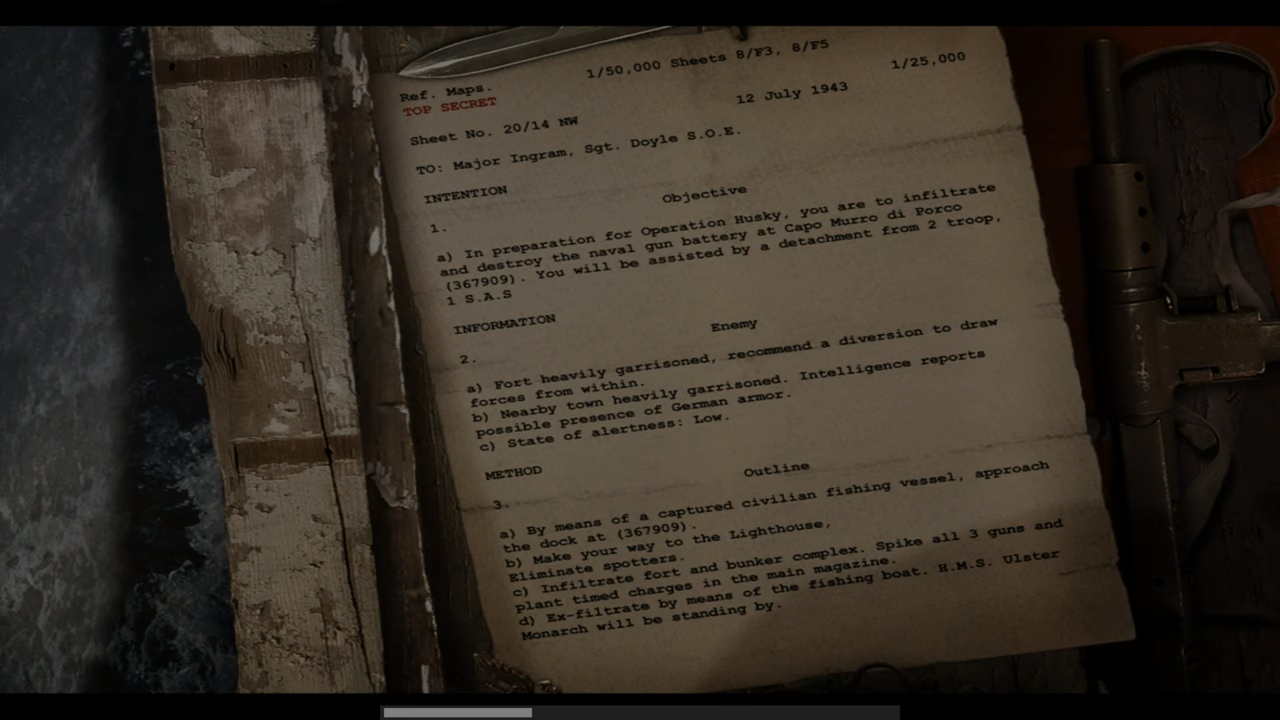 1/50,000 Sheets 8/F3, 8/F5
Ref. Maps. 1/25,000
TOP SECRET
12 July 1943
Sheet No. 20/14 NW
TO: Major Ingram, Sgt. Doyle S.O.E.
INTENTION
Objective
1.
a) In preparation for Operation Husky, you are to infiltrate
and destroy the naval gun battery at Capo Murro di Porco
(367909). You will be assisted by a detachment from 2 troop,
1 S.A.S
INFORMATION
Enemy
2.
a) Fort heavily garrisoned, recommend a diversion to draw
forces from within.
b) Nearby town heavily garrisoned. Intelligence reports
possible presence of German armor.
c) State of alertness: Low.
METHOD
Outline
3.
a) By means of a captured civilian fishing vessel, approach
the dock at (367909).
b) Make your way to the Lighthouse,
Eliminate spotters.
c) Infiltrate fort and bunker complex. Spike all 3 guns and
plant timed charges in the main magazine.
d) Ex-filtrate by means of the fishing boat. H.M.S. Ulster
Monarch will be standing by.